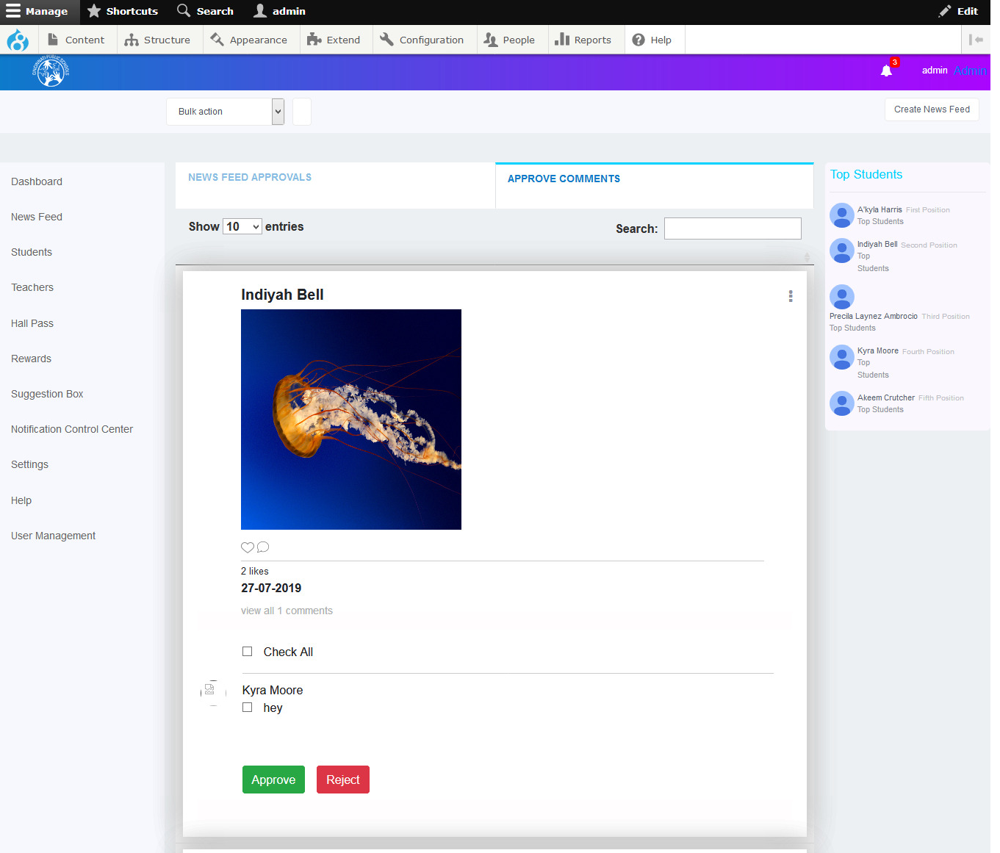 Manage Shortcuts Search admin Edit
Content Structure Appearance Extend Configuration People Reports Help
CINCINNATI PUBLIC SCHOOLS
3
admin Admin
Bulk action
Create News Feed
Dashboard
News Feed
Students
Teachers
Hall Pass
Rewards
Suggestion Box
Notification Control Center
Settings
Help
User Management
NEWS FEED APPROVALS
APPROVE COMMENTS
Show 10 entries
Search:
Indiyah Bell
2 likes
27-07-2019
view all 1 comments
Check All
Kyra Moore
hey
Approve Reject
Top Students
A'kyla Harris First Position
Top Students
Indiyah Bell Second Position
Top
Students
Precila Laynez Ambrocio Third Position
Top Students
Kyra Moore Fourth Position
Top
Students
Akeem Crutcher Fifth Position
Top Students